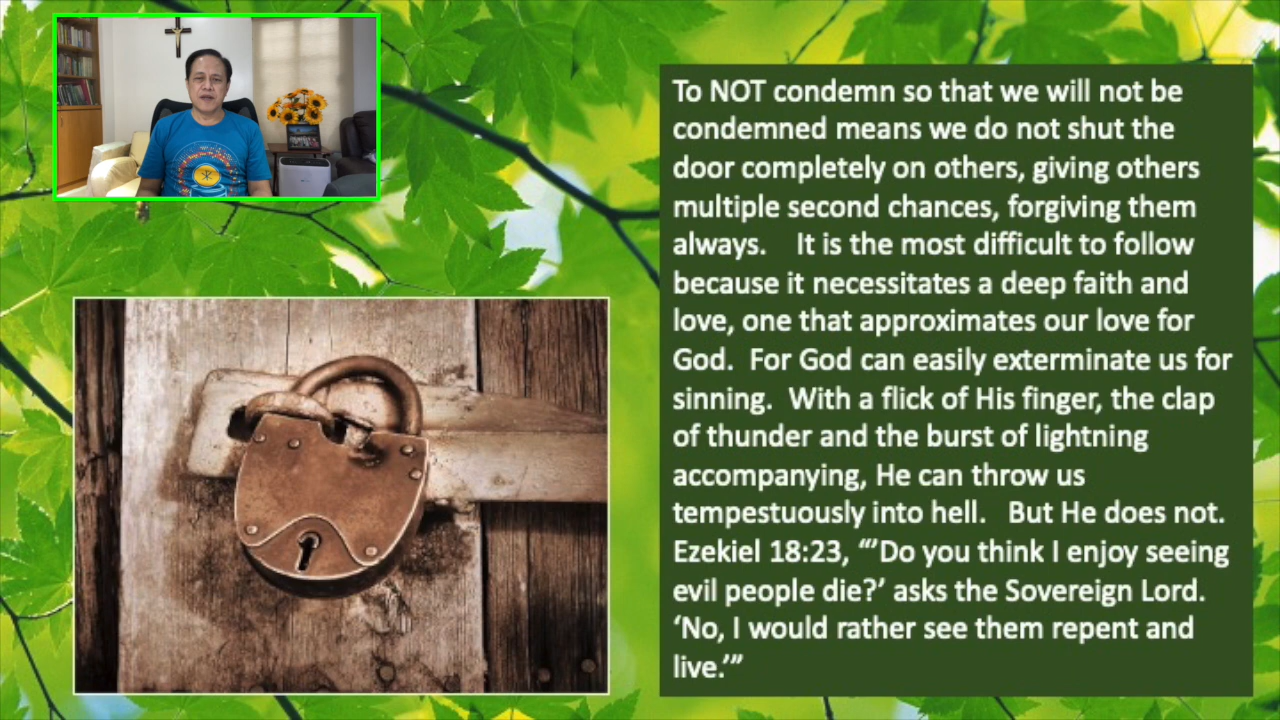 To NOT condemn so that we will not be
condemned means we do not shut the
door completely on others, giving others
multiple second chances, forgiving them
always.    It is the most difficult to follow
because it necessitates a deep faith and
love, one that approximates our love for
God.  For God can easily exterminate us for
sinning.  With a flick of His finger, the clap
of thunder and the burst of lightning
accompanying, He can throw us
tempestuously into hell.   But He does not.
Ezekiel 18:23, “‘Do you think I enjoy seeing
evil people die?’ asks the Sovereign Lord.
‘No, I would rather see them repent and
live.’”